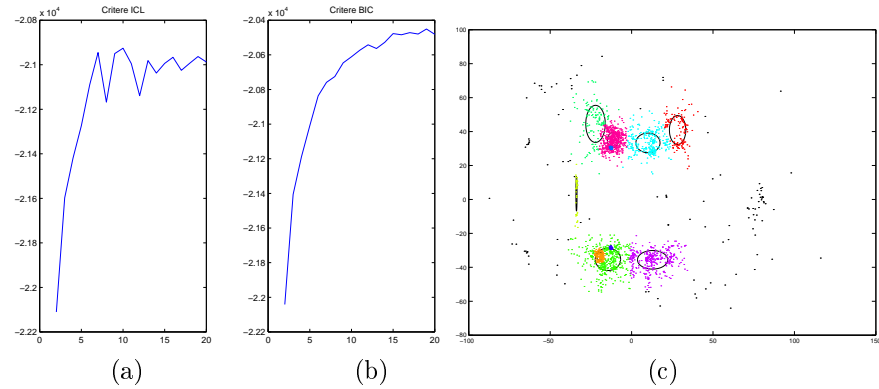 Critere ICL
x 10^4
−2.08
−2.1
−2.12
−2.14
−2.16
−2.18
−2.2
−2.22
0 5 10 15 20
(a)
Critere BIC
x 10^4
−2.04
−2.06
−2.08
−2.1
−2.12
−2.14
−2.16
−2.18
−2.2
−2.22
0 5 10 15 20
(b)
100
80
60
40
20
0
−20
−40
−60
−80
−100 −50 0 50 100 150
(c)